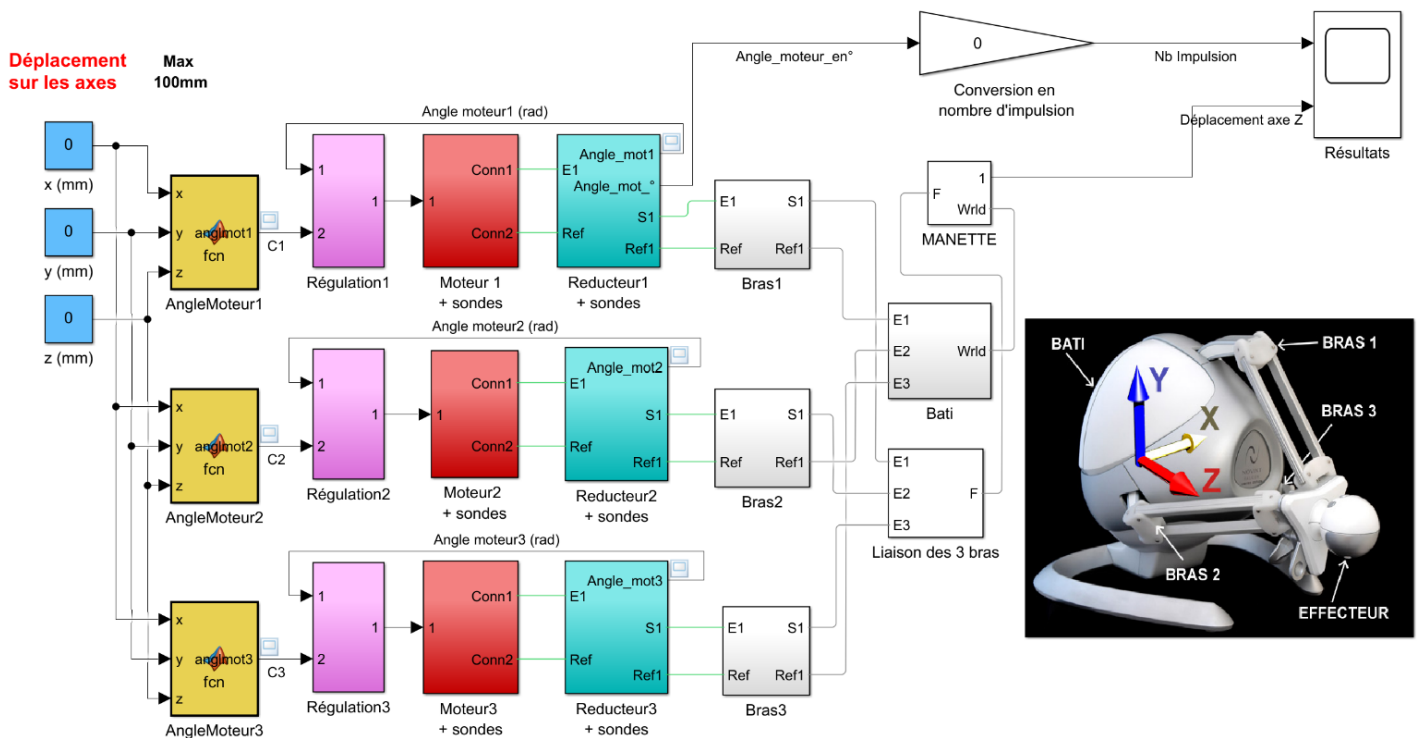 Déplacement
sur les axes
Max
100mm
0
x (mm)
0
y (mm)
0
z (mm)
x
y
z
anglmot1
fcn
AngleMoteur1
C1
Angle moteur1 (rad)
1
2
1
Régulation1
1
Conn1
Conn2
Moteur 1
+ sondes
E1
Ref
Angle_mot1
Angle_mot_°
S1
Ref1
Reducteur1
+ sondes
E1
Ref
S1
Ref1
Bras1
Angle_moteur_en°
0
Conversion en
nombre d'impulsion
Nb Impulsion
Déplacement axe Z
Résultats
F
1
Wrld
MANETTE
x
y
z
anglmot2
fcn
AngleMoteur2
C2
Angle moteur2 (rad)
1
2
1
Régulation2
1
Conn1
Conn2
Moteur2
+ sondes
E1
Ref
Angle_mot2
S1
Ref1
Reducteur2
+ sondes
E1
Ref
S1
Ref1
Bras2
E1
E2
E3
Wrld
Bati
E1
E2
E3
F
Liaison des 3 bras
x
y
z
anglmot3
fcn
AngleMoteur3
C3
Angle moteur3 (rad)
1
2
1
Régulation3
1
Conn1
Conn2
Moteur3
+ sondes
E1
Ref
Angle_mot3
S1
Ref1
Reducteur3
+ sondes
E1
Ref
S1
Ref1
Bras3
BATI
BRAS 1
Y
BRAS 3
X
Z
BRAS 2
EFFECTEUR